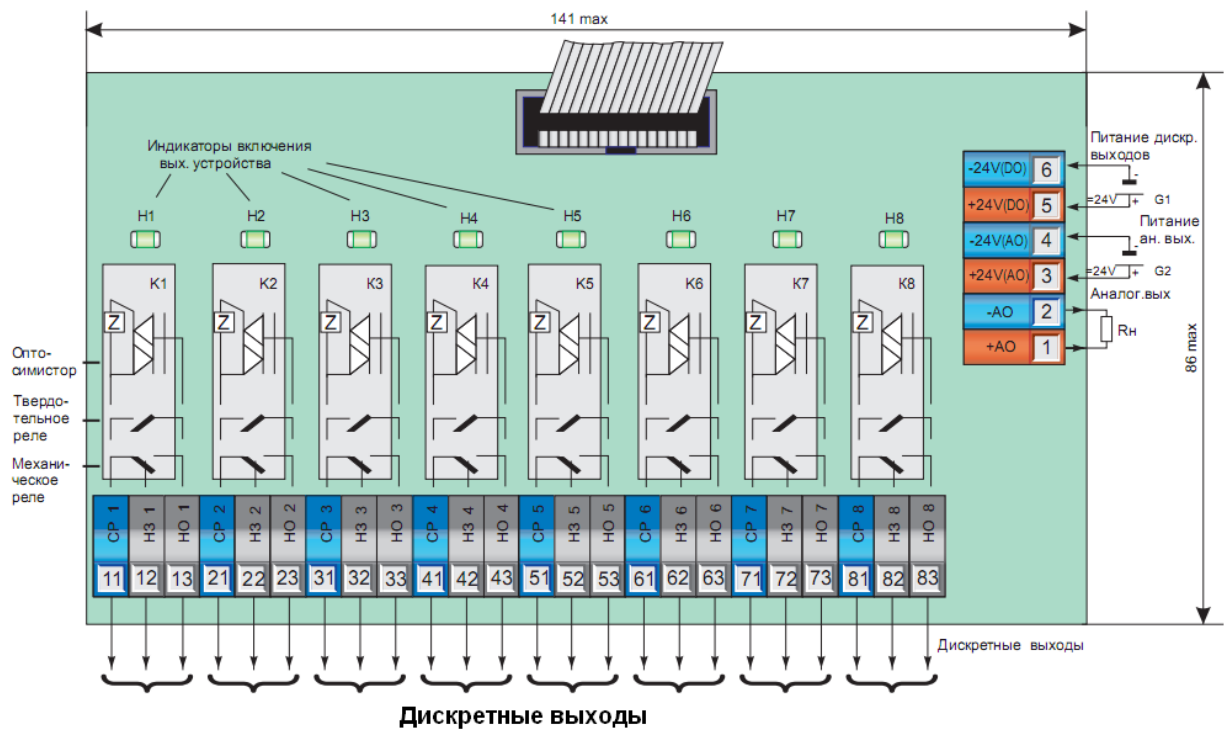 141 max
Индикаторы включения
вых. устройства
H1 H2 H3 H4 H5 H6 H7 H8
K1 K2 K3 K4 K5 K6 K7 K8
Z Z Z Z Z Z Z Z
Опто-
симистор
Твердо-
тельное
реле
Механи-
ческое
реле
СР 1 НЗ 1 НО 1 СР 2 НЗ 2 НО 2 СР 3 НЗ 3 НО 3 СР 4 НЗ 4 НО 4 СР 5 НЗ 5 НО 5 СР 6 НЗ 6 НО 6 СР 7 НЗ 7 НО 7 СР 8 НЗ 8 НО 8
11 12 13 21 22 23 31 32 33 41 42 43 51 52 53 61 62 63 71 72 73 81 82 83
Питание дискр.
выходов
-24V(DO) 6 -
+24V(DO) 5 =24V + G1
Питание
ан. вых.
-24V(AO) 4 -
+24V(AO) 3 =24V + G2
Аналог.вых
-AO 2
Rн
+AO 1
86 max
Дискретные выходы
Дискретные выходы